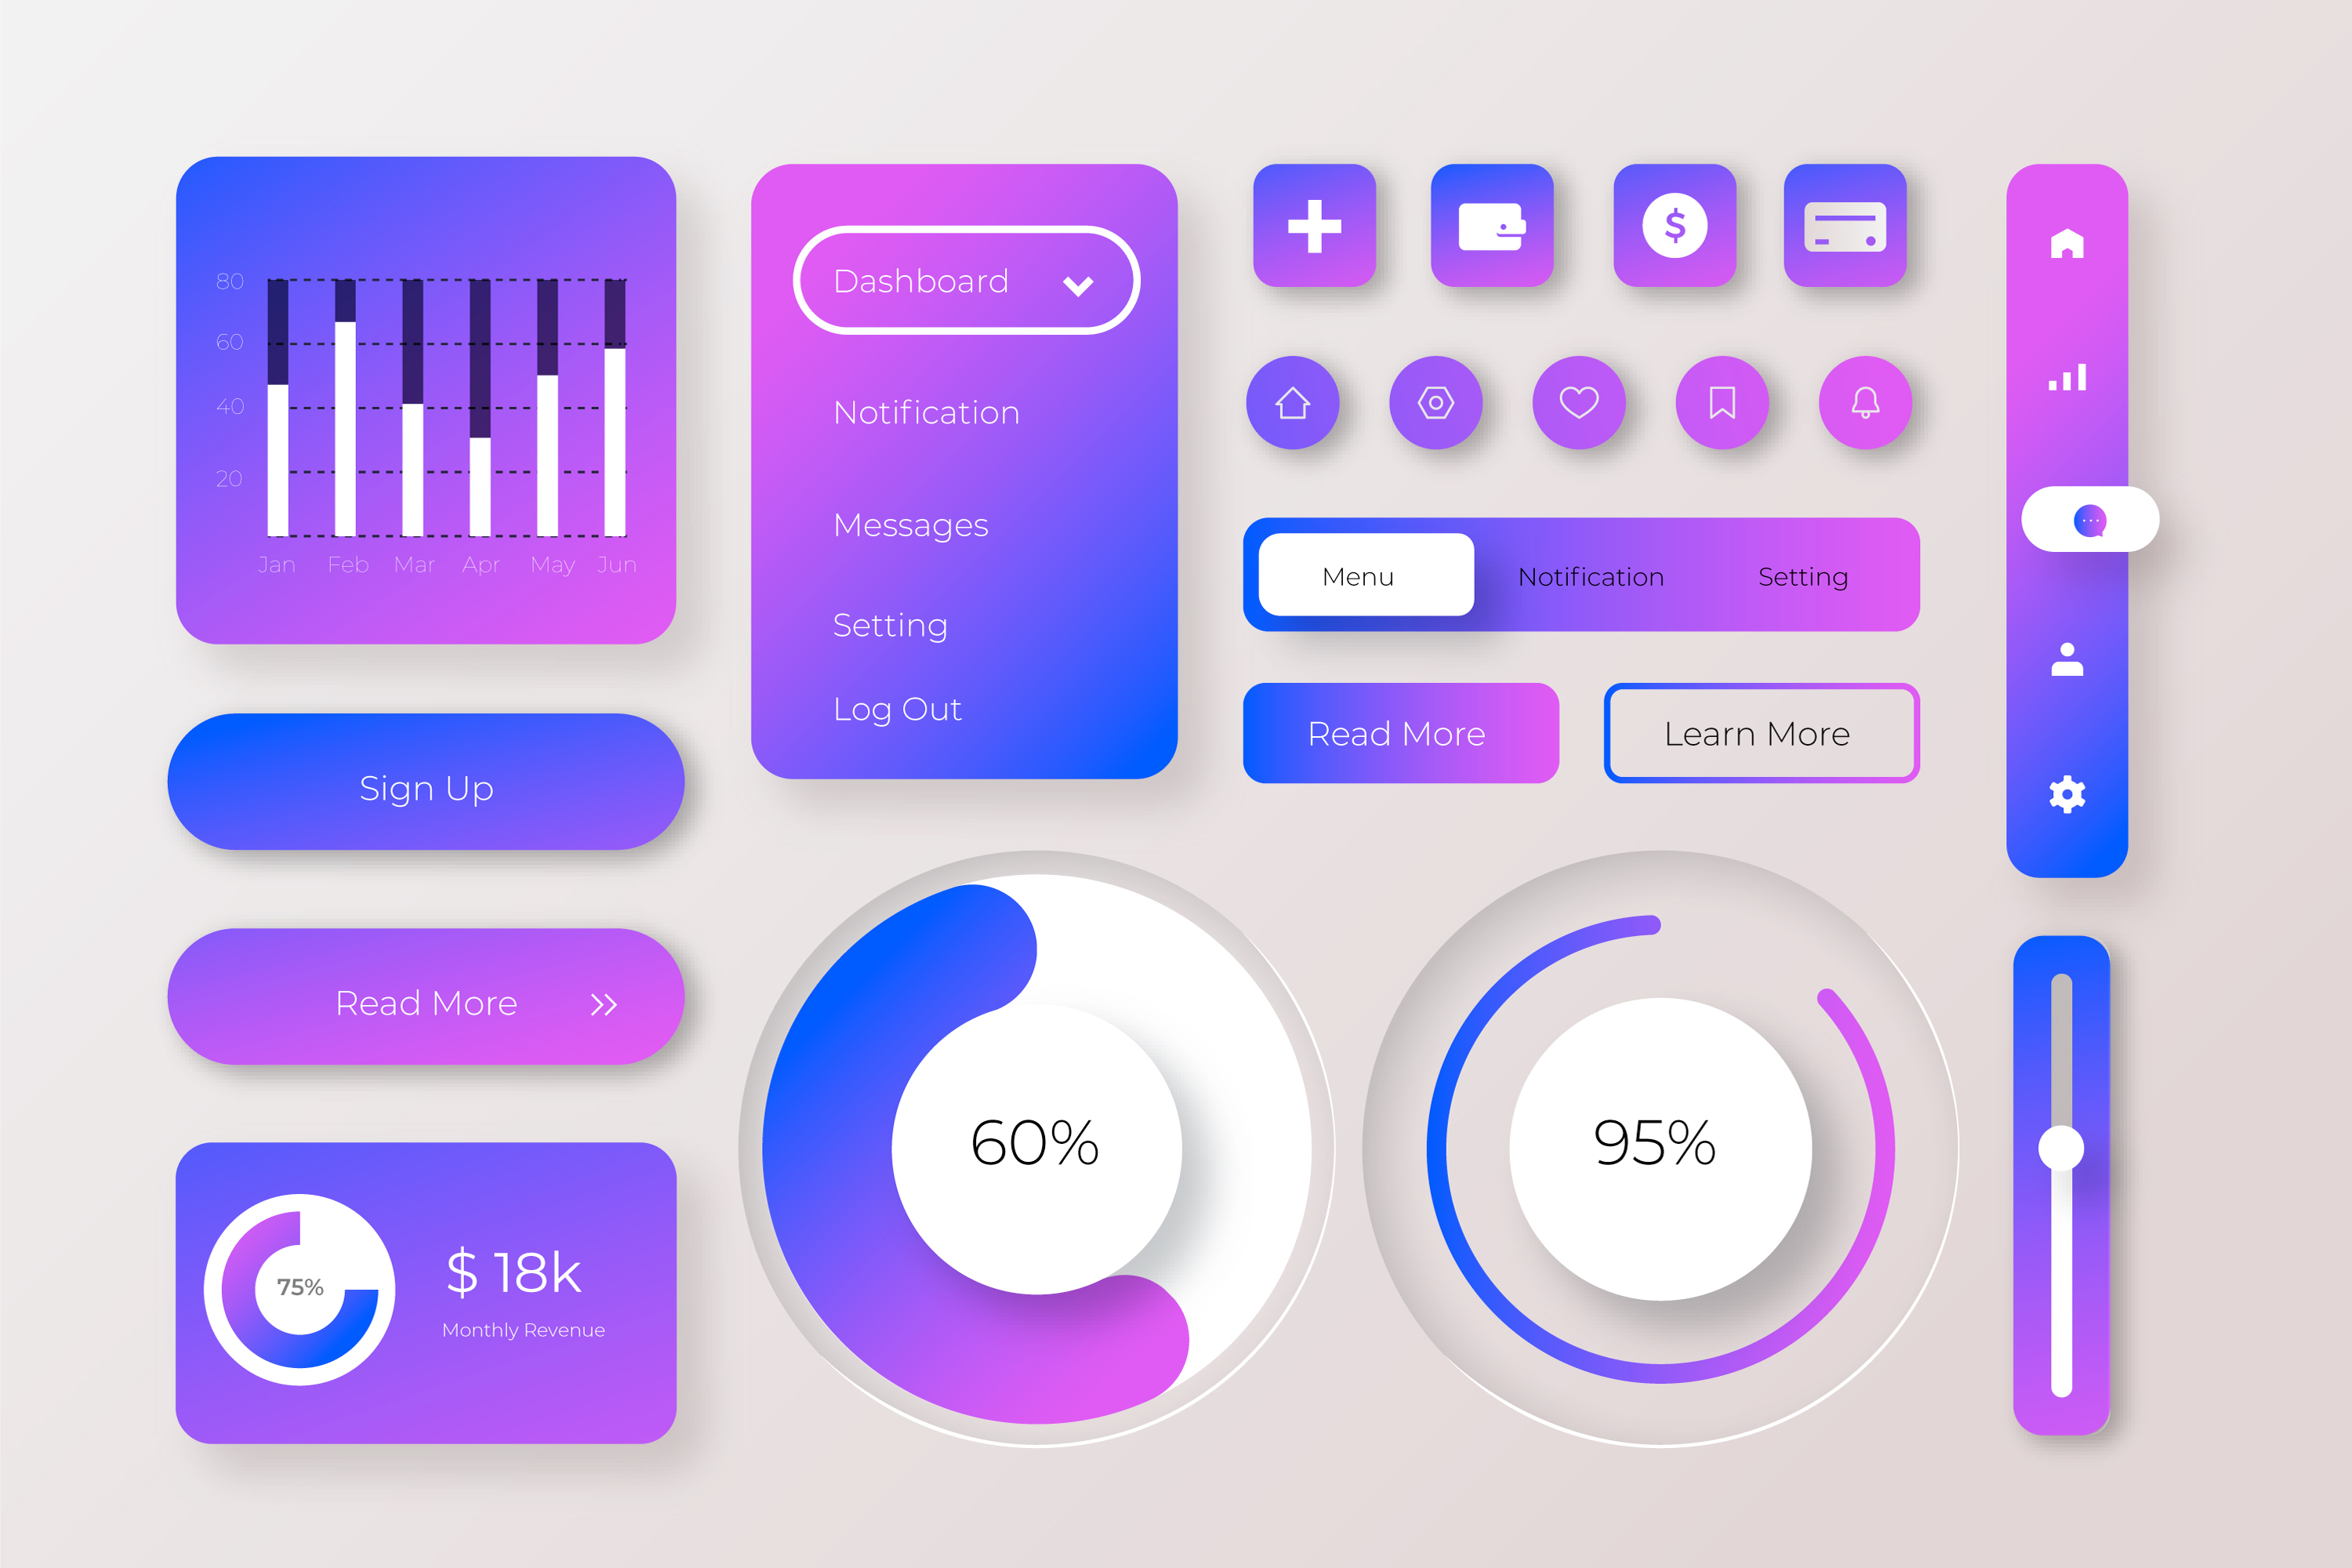 80
60
40
20
Jan Feb Mar Apr May Jun
Sign Up
Read More
75%
$ 18k
Monthly Revenue
Dashboard
Notification
Messages
Setting
Log Out
$
Menu Notification Setting
Read More Learn More
60%
95%